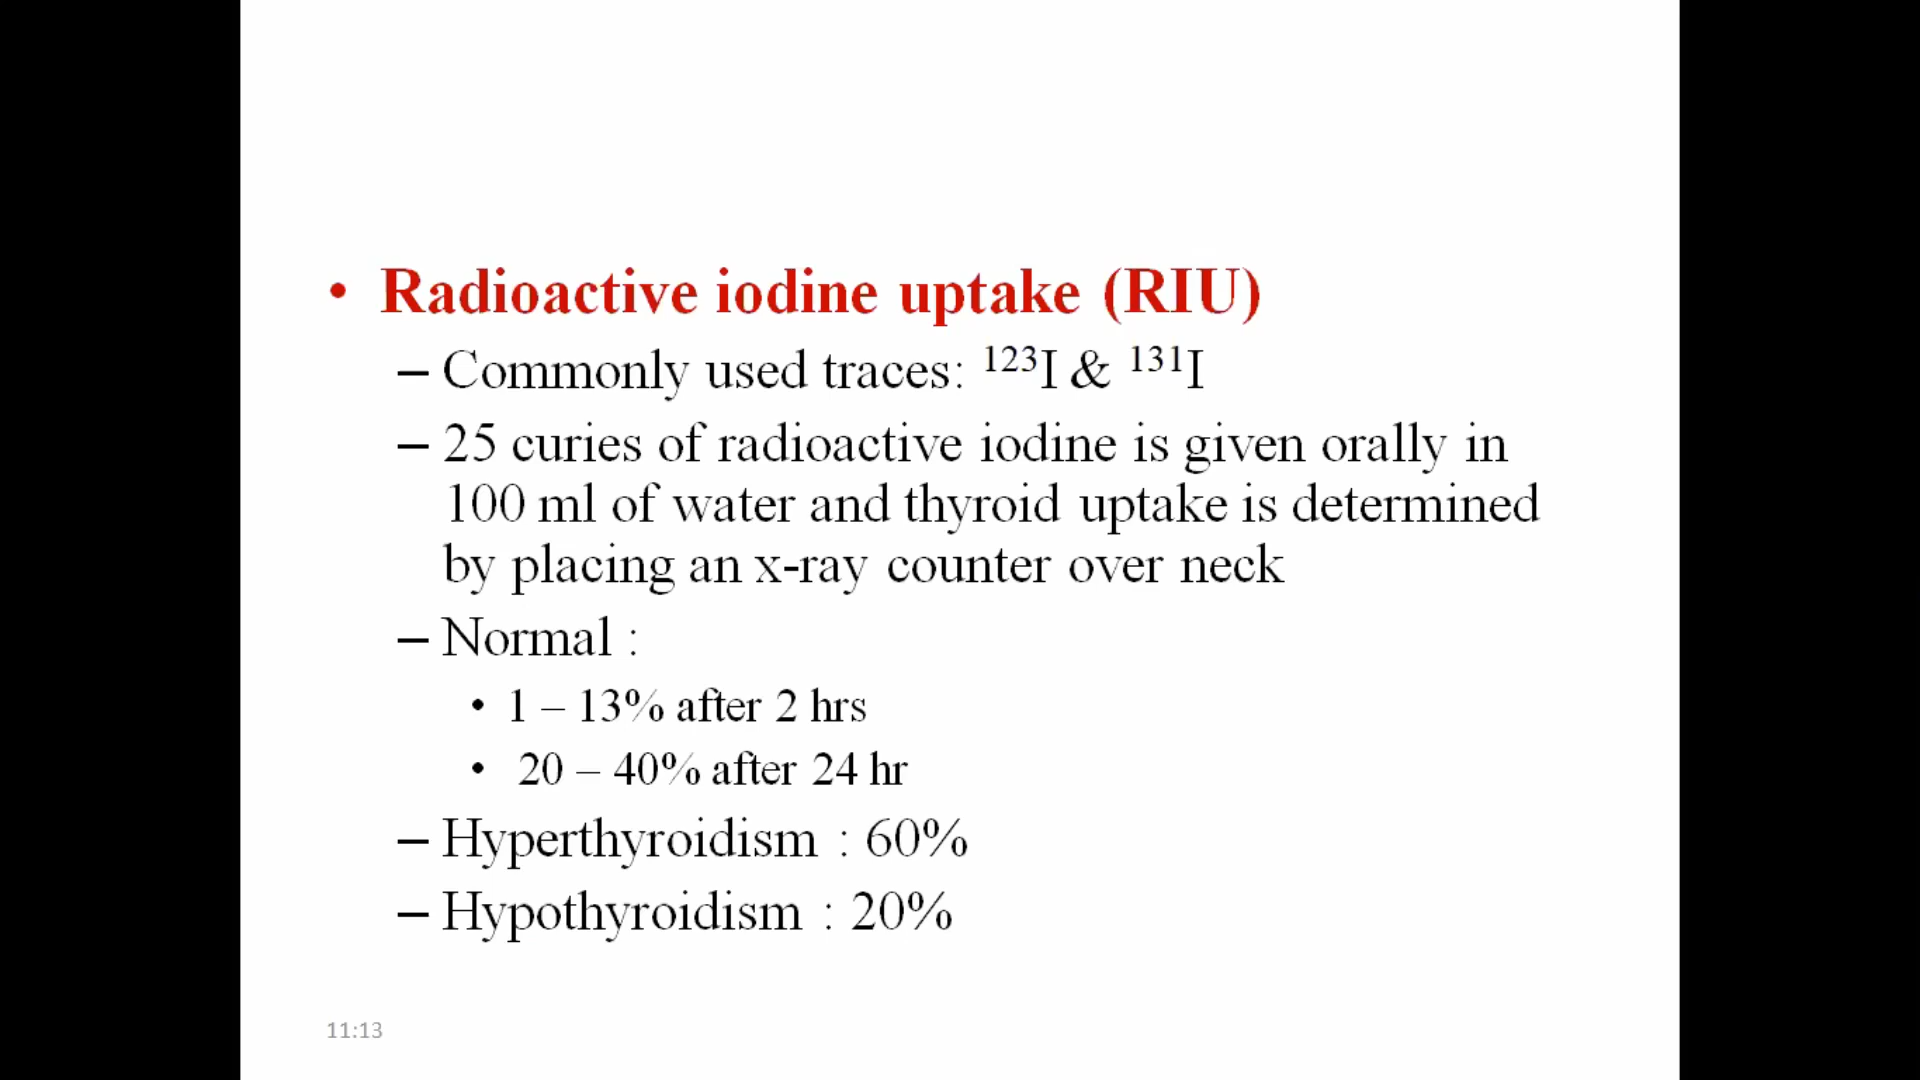 • Radioactive iodine uptake (RIU)
– Commonly used traces: ¹²³I & ¹³¹I
– 25 curies of radioactive iodine is given orally in
100 ml of water and thyroid uptake is determined
by placing an x-ray counter over neck
– Normal :
• 1 – 13% after 2 hrs
• 20 – 40% after 24 hr
– Hyperthyroidism : 60%
– Hypothyroidism : 20%
11:13